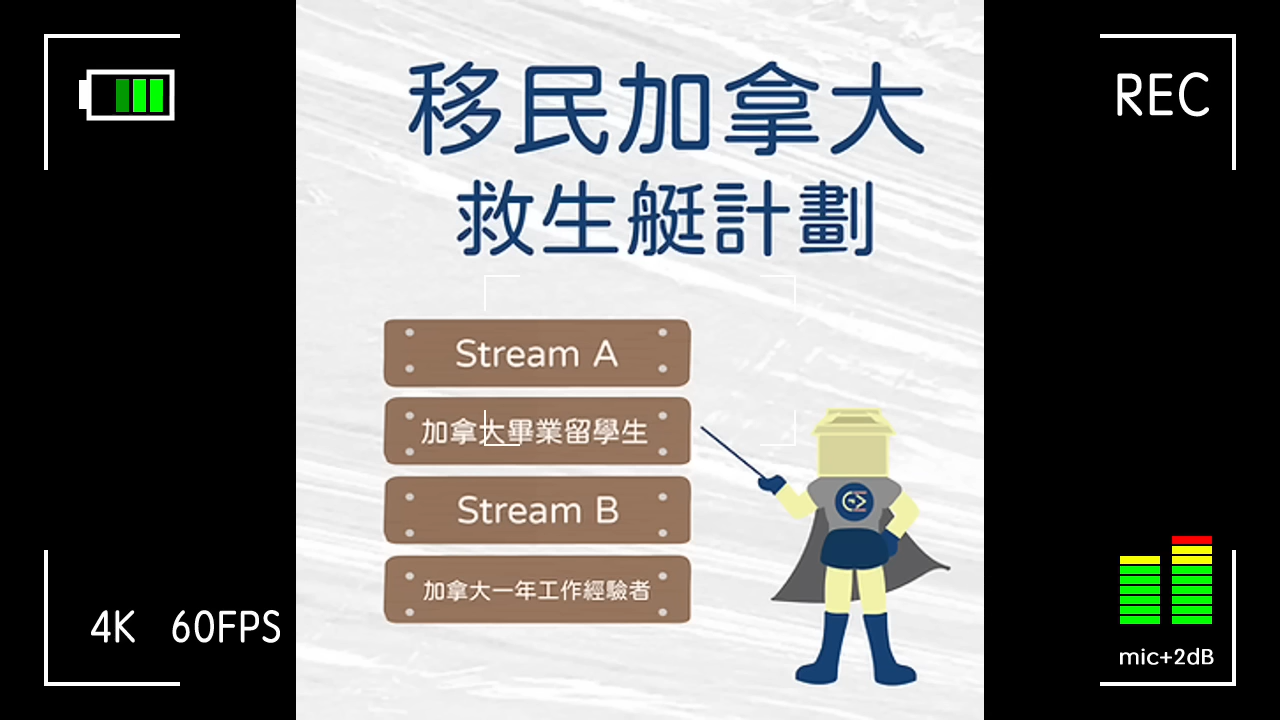 移民加拿大
REC
救生艇計劃
Stream A
加拿大畢業留學生
Stream B
加拿大一年工作經驗者
4K 60FPS
mic+2dB